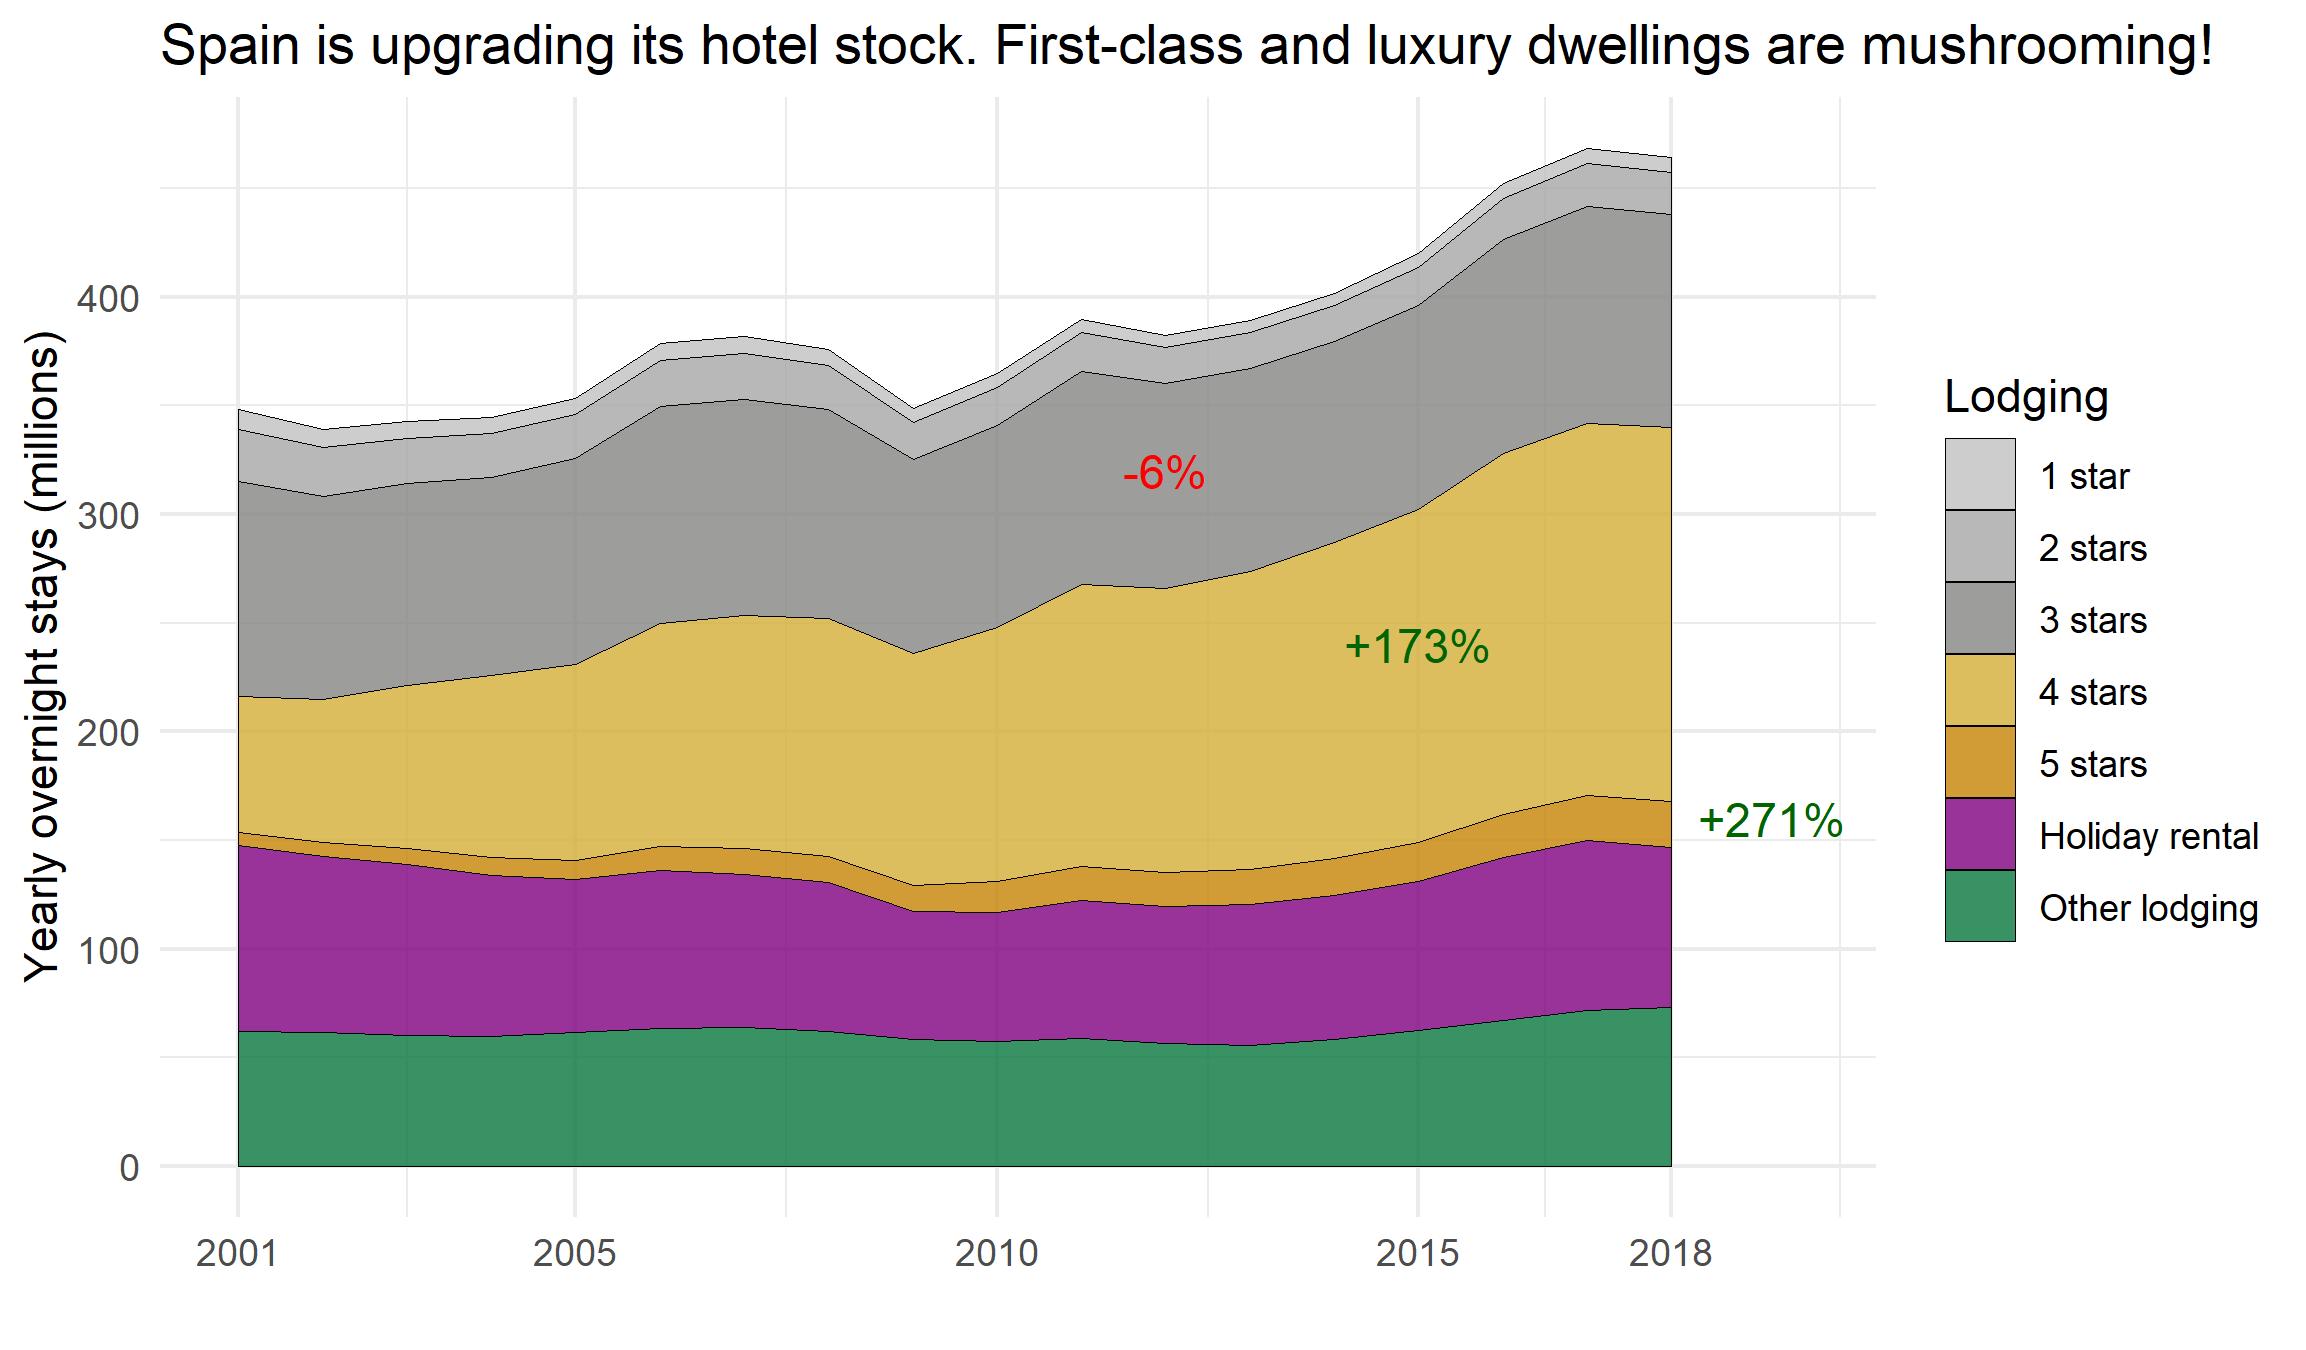 Spain is upgrading its hotel stock. First-class and luxury dwellings are mushrooming!
Yearly overnight stays (millions)
400
300
200
100
0
2001
2005
2010
2015
2018
-6%
+173%
+271%
Lodging
1 star
2 stars
3 stars
4 stars
5 stars
Holiday rental
Other lodging